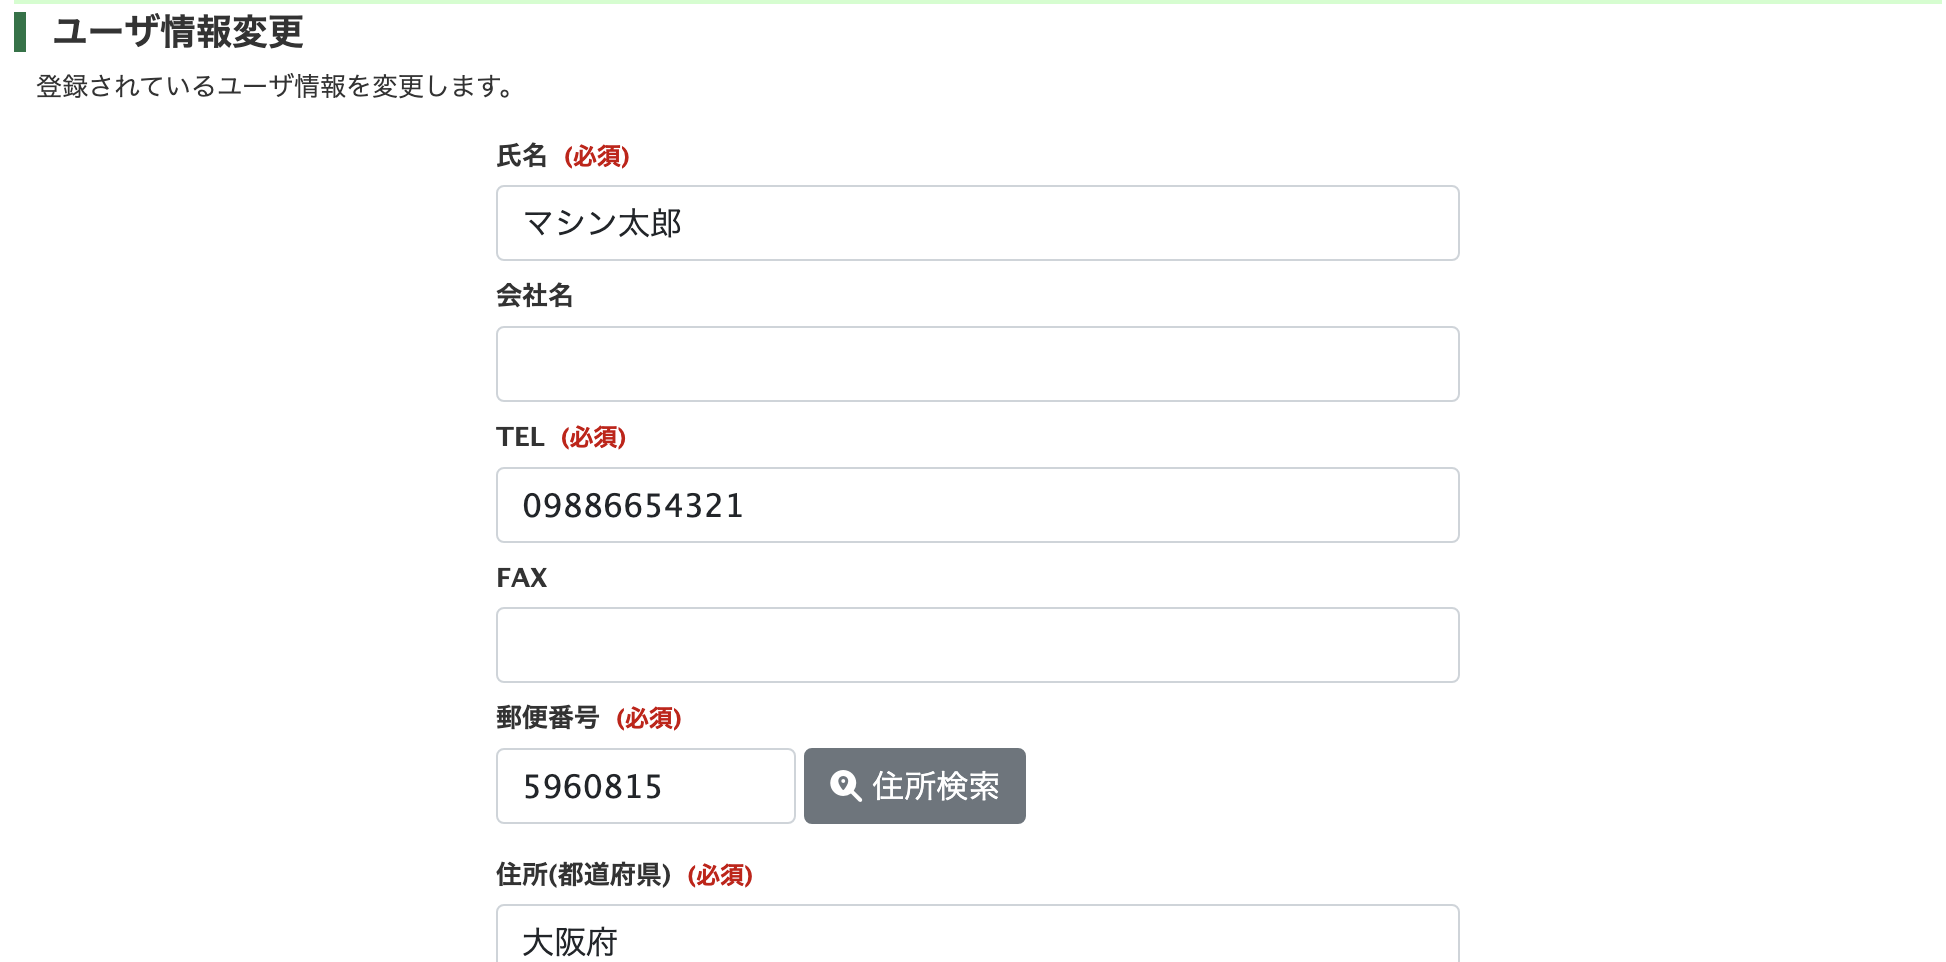 ユーザ情報変更
登録されているユーザ情報を変更します。
氏名 (必須)
マシン太郎
会社名
TEL (必須)
09886654321
FAX
郵便番号 (必須)
5960815 住所検索
住所(都道府県) (必須)
大阪府